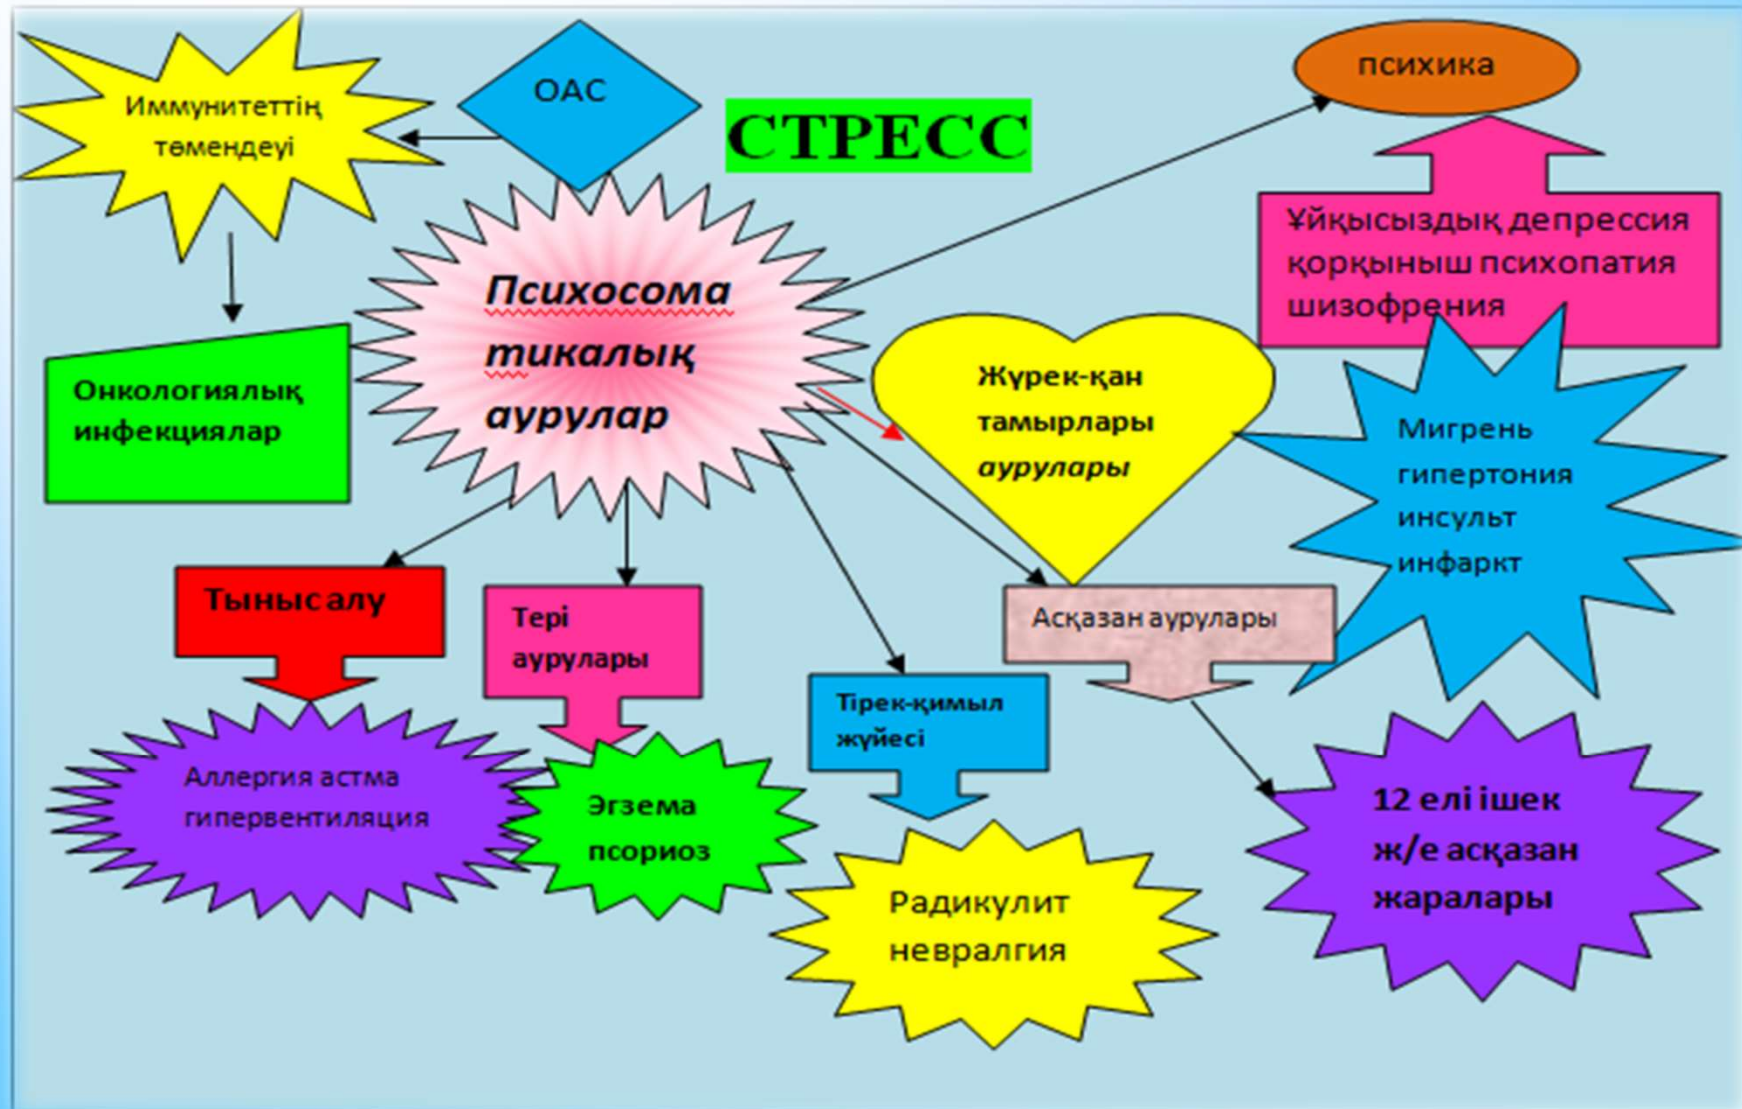 Иммунитеттің
төмендеуі
ОАС
СТРЕСС
психика
Ұйқысыздық депрессия
қорқыныш психопатия
шизофрения
Психосома
тикалық
аурулар
Онкологиялық
инфекциялар
Жүрек-қан
тамырлары
аурулары
Мигрень
гипертония
инсульт
инфаркт
Тыныс алу
Тері
аурулары
Асқазан аурулары
Тірек-қимыл
жүйесі
Аллергия астма
гипервентиляция
Эгзема
псориоз
12 елі ішек
ж/е асқазан
жаралары
Радикулит
невралгия